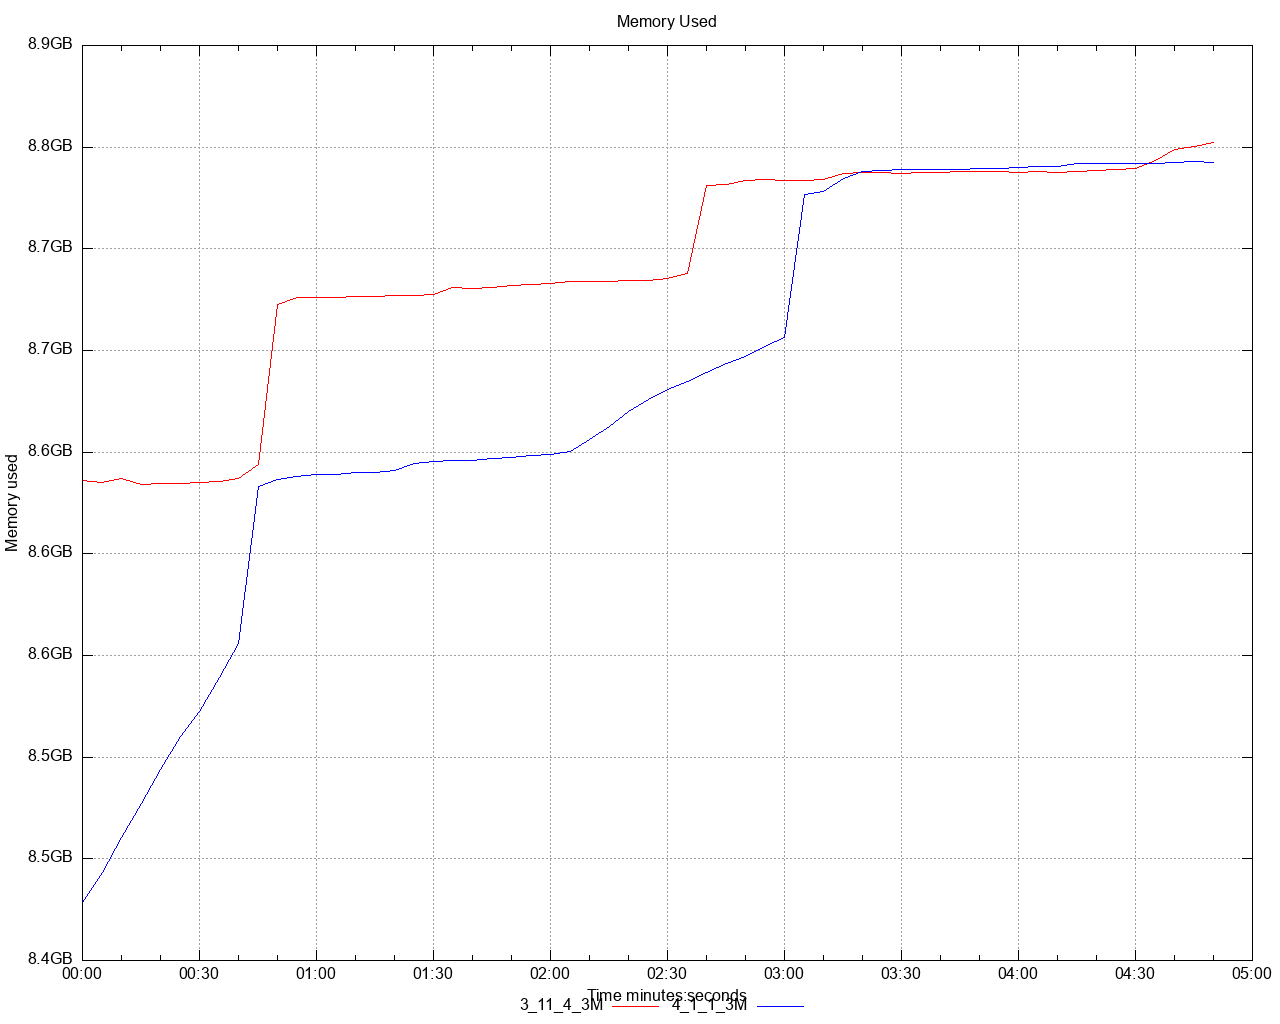 Memory Used
8.9GB
8.8GB
8.7GB
8.7GB
8.6GB
8.6GB
8.6GB
8.5GB
8.5GB
8.4GB
Memory used
00:00 00:30 01:00 01:30 02:00 02:30 03:00 03:30 04:00 04:30 05:00
Time minutes:seconds
3_11_4_3M 4_1_1_3M